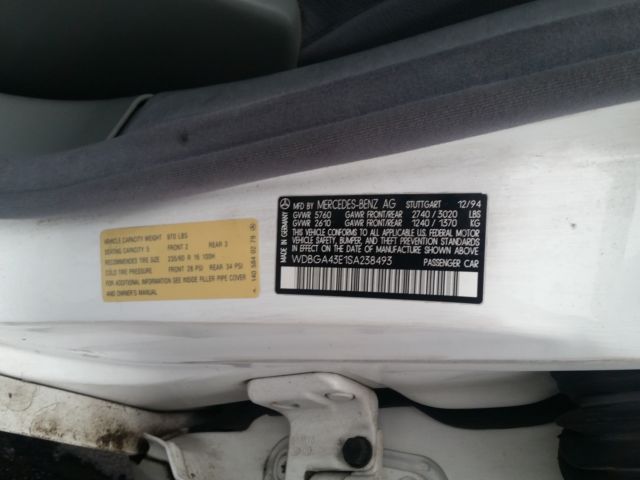 VEHICLE CAPACITY WEIGHT 970 LBS
SEATING CAPACITY 5 FRONT 2 REAR 3
RECOMMENDED TIRE SIZE 235/60 R 16 100H
COLD TIRE PRESSURE FRONT 28 PSI REAR 34 PSI
FOR ADDITIONAL INFORMATION SEE INSIDE FILLER PIPE COVER
AND OWNER'S MANUAL
140 584 02 79
MADE IN GERMANY
MERCEDES-BENZ AG STUTTGART 12/94
GVWR 5760 GAWR FRONT/REAR 2740 / 3020 LBS
GVWR 2610 GAWR FRONT/REAR 1240 / 1370 KG
THIS VEHICLE CONFORMS TO ALL APPLICABLE
U.S. FEDERAL MOTOR VEHICLE SAFETY, BUMPER,
AND THEFT PREVENTION STANDARDS IN EFFECT ON
THE DATE OF MANUFACTURE SHOWN ABOVE
WDBGA43E1SA238493 PASSENGER CAR